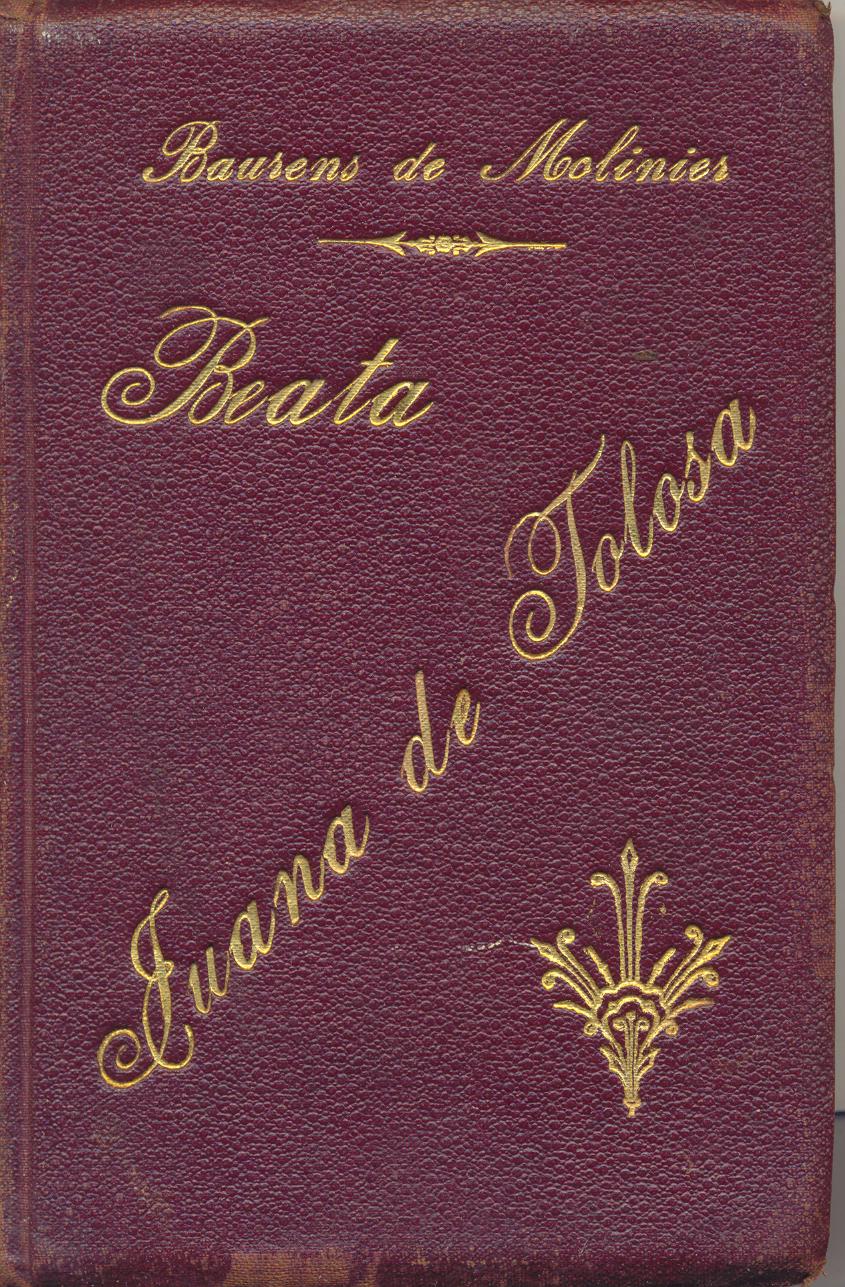 Baurens de Molinier
Beata
Juana de Tolosa